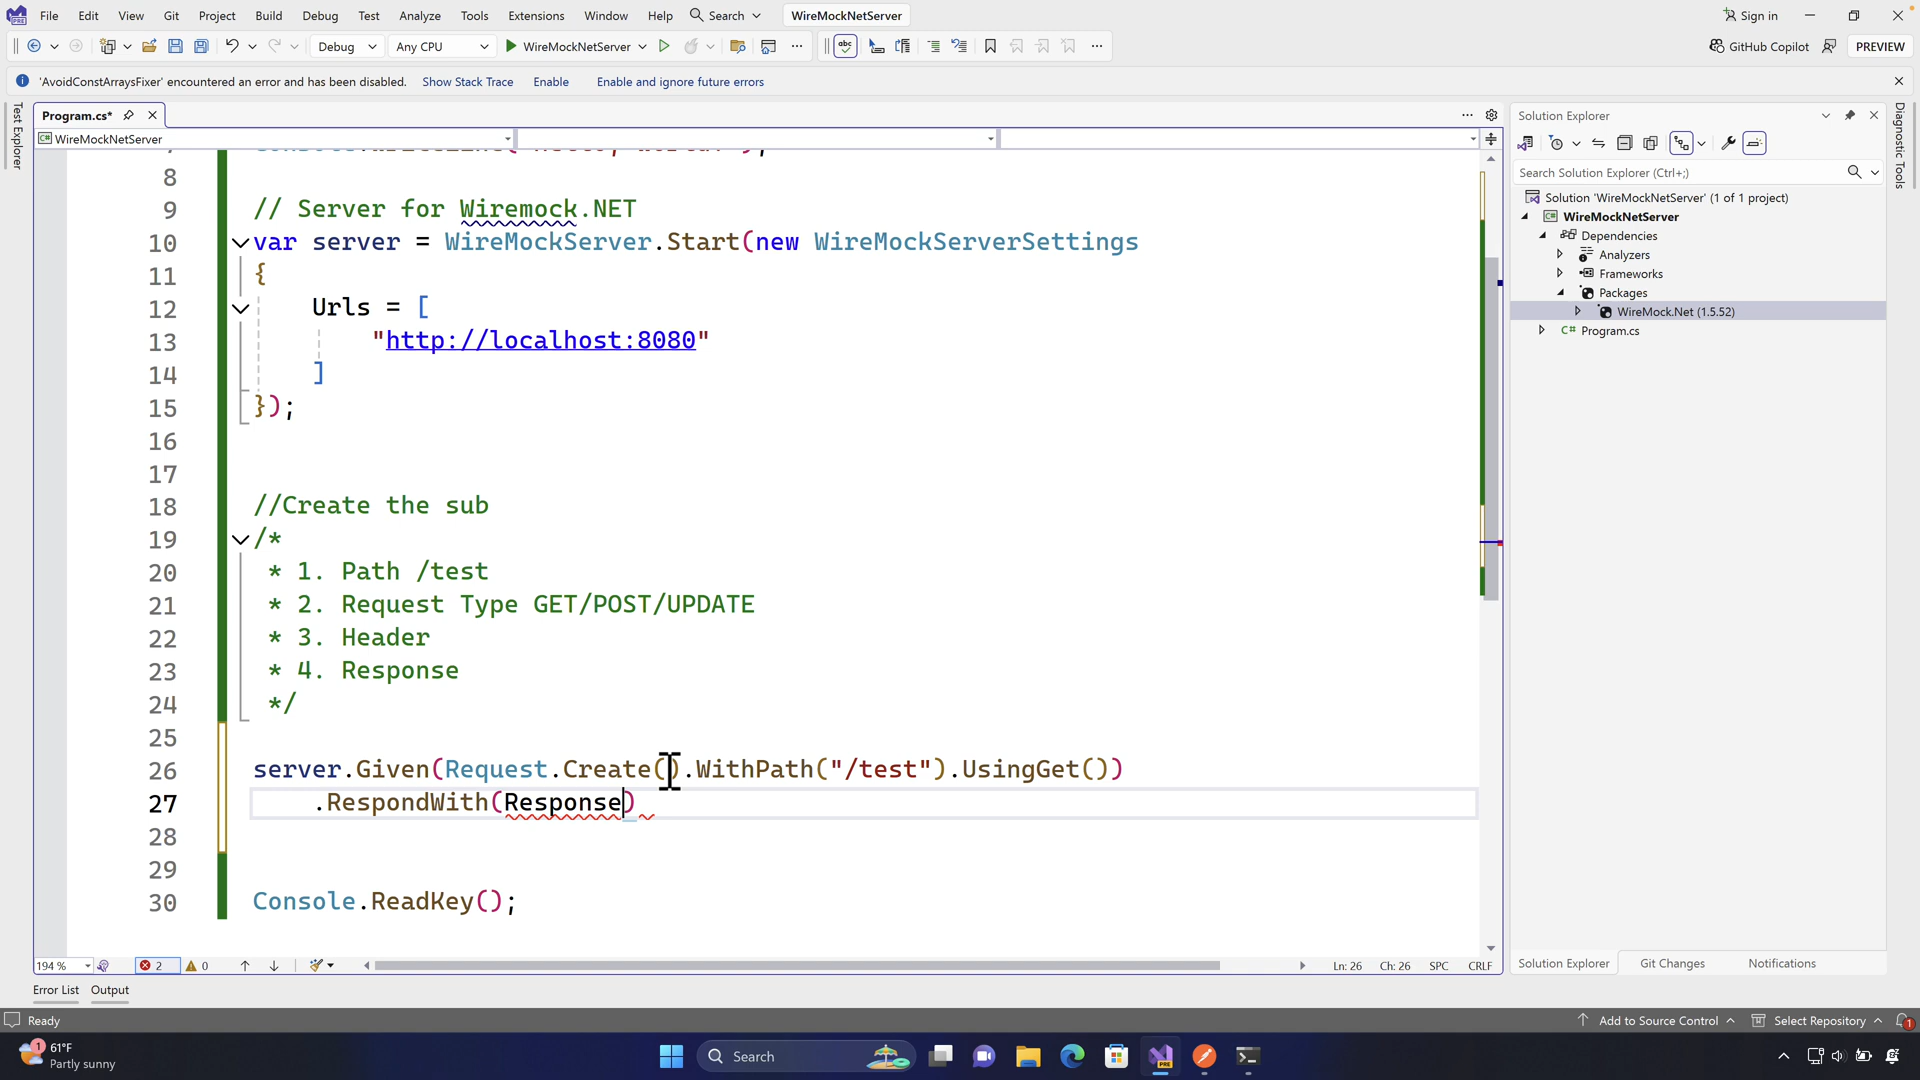 File Edit View Git Project Build Debug Test Analyze Tools Extensions Window Help Search WireMockNetServer Sign in
Debug Any CPU WireMockNetServer abc GitHub Copilot PREVIEW
'AvoidConstArraysFixer' encountered an error and has been disabled. Show Stack Trace Enable Enable and ignore future errors
Test Explorer
Program.cs*
WireMockNetServer
8
9 // Server for Wiremock.NET
10 var server = WireMockServer.Start(new WireMockServerSettings
11 {
12 Urls = [
13 "http://localhost:8080"
14 ]
15 });
16
17
18 //Create the sub
19 /*
20 * 1. Path /test
21 * 2. Request Type GET/POST/UPDATE
22 * 3. Header
23 * 4. Response
24 */
25
26 server.Given(Request.Create().WithPath("/test").UsingGet())
27 .RespondWith(Response)
28
29
30 Console.ReadKey();
194 % 2 0 Ln: 26 Ch: 26 SPC CRLF
Solution Explorer
Search Solution Explorer (Ctrl+;)
Solution 'WireMockNetServer' (1 of 1 project)
WireMockNetServer
Dependencies
Analyzers
Frameworks
Packages
WireMock.Net (1.5.52)
C# Program.cs
Solution Explorer Git Changes Notifications
Diagnostic Tools
Error List Output
Ready Add to Source Control Select Repository 1
1 61°F
Partly sunny
Search
PRE